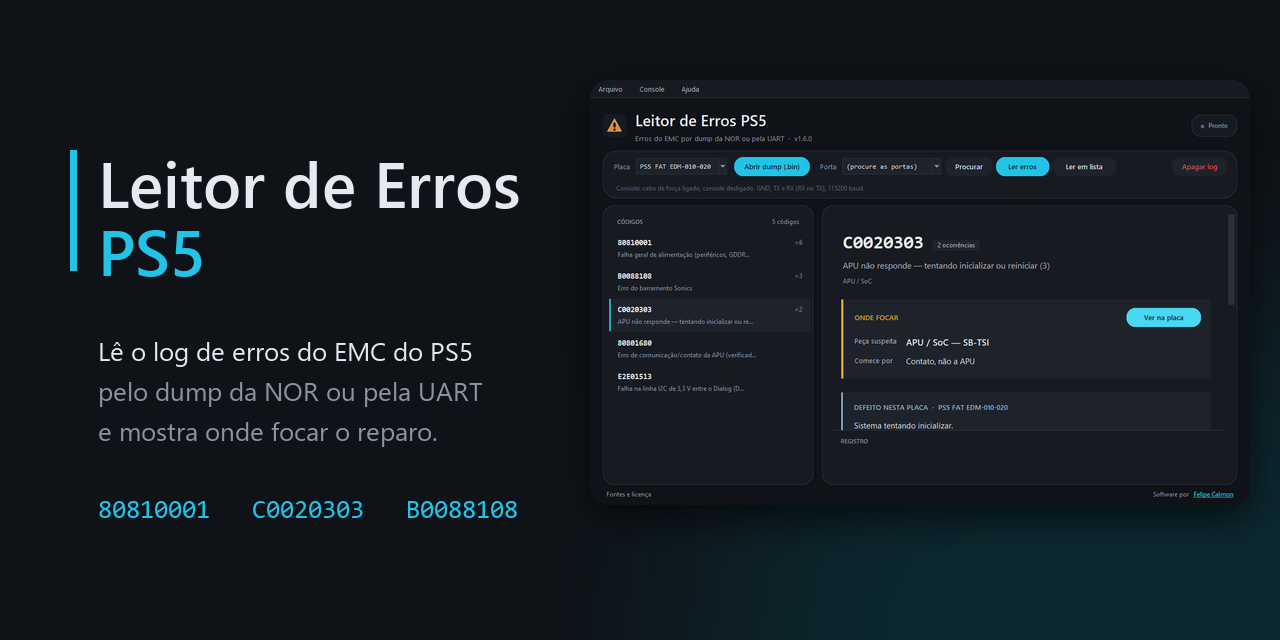 Leitor de Erros
PS5
Lê o log de erros do EMC do PS5
pelo dump da NOR ou pela UART
e mostra onde focar o reparo.
80810001 C0020303 B0088108
Arquivo Console Ajuda
Leitor de Erros PS5
Erros do EMC por dump da NOR ou pela UART · v1.6.0
Pronto
Placa PS5 FAT EDM-010-020 Abrir dump (.bin) Porta (procure as portas) Procurar Ler erros Ler em lista Apagar log
Console: cabo de força ligado, console desligado. GND, TX e RX (RX no TX), 115200 baud.
CÓDIGOS 5 códigos
80810001 ×6
Falha geral de alimentação (periféricos, GDDR...
B0088108 ×3
Erro do barramento Sonics
C0020303 ×2
APU não responde — tentando inicializar ou re...
80801680
Erro de comunicação/contato da APU (verificad...
E2E01513
Falha na linha I2C de 3,3 V entre o Dialog (D...
C0020303 2 ocorrências
APU não responde — tentando inicializar ou reiniciar (3)
APU / SoC
ONDE FOCAR Ver na placa
Peça suspeita APU / SoC — SB-TSI
Comece por Contato, não a APU
DEFEITO NESTA PLACA · PS5 FAT EDM-010-020
Sistema tentando inicializar.
REGISTRO
Fontes e licença
Software por Felipe Calmon